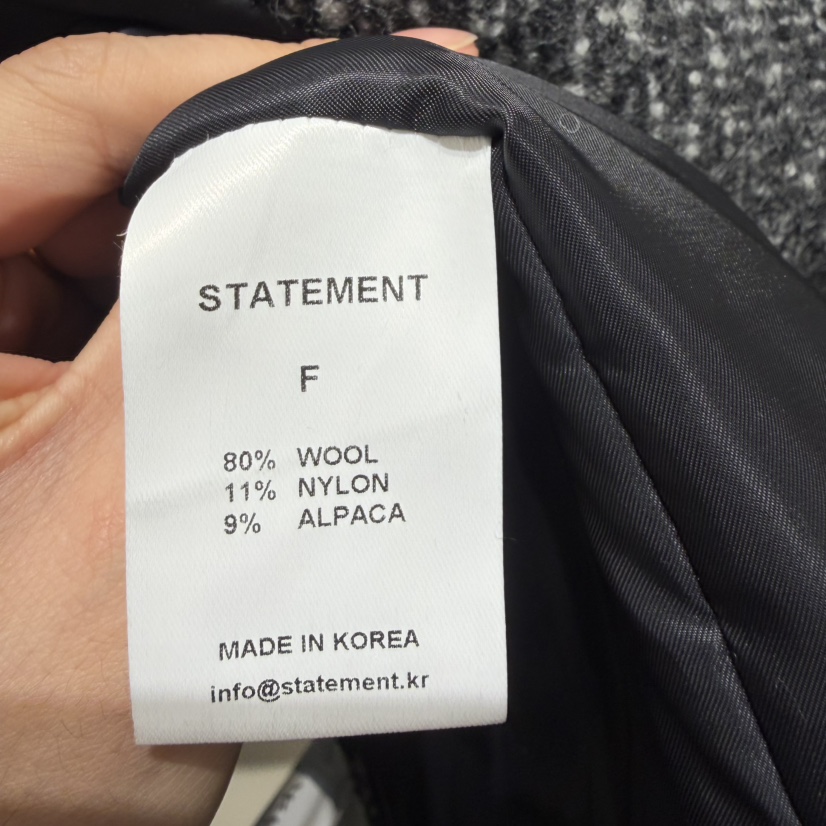 STATEMENT
F
80% WOOL
11% NYLON
9% ALPACA
MADE IN KOREA
info@statement.kr